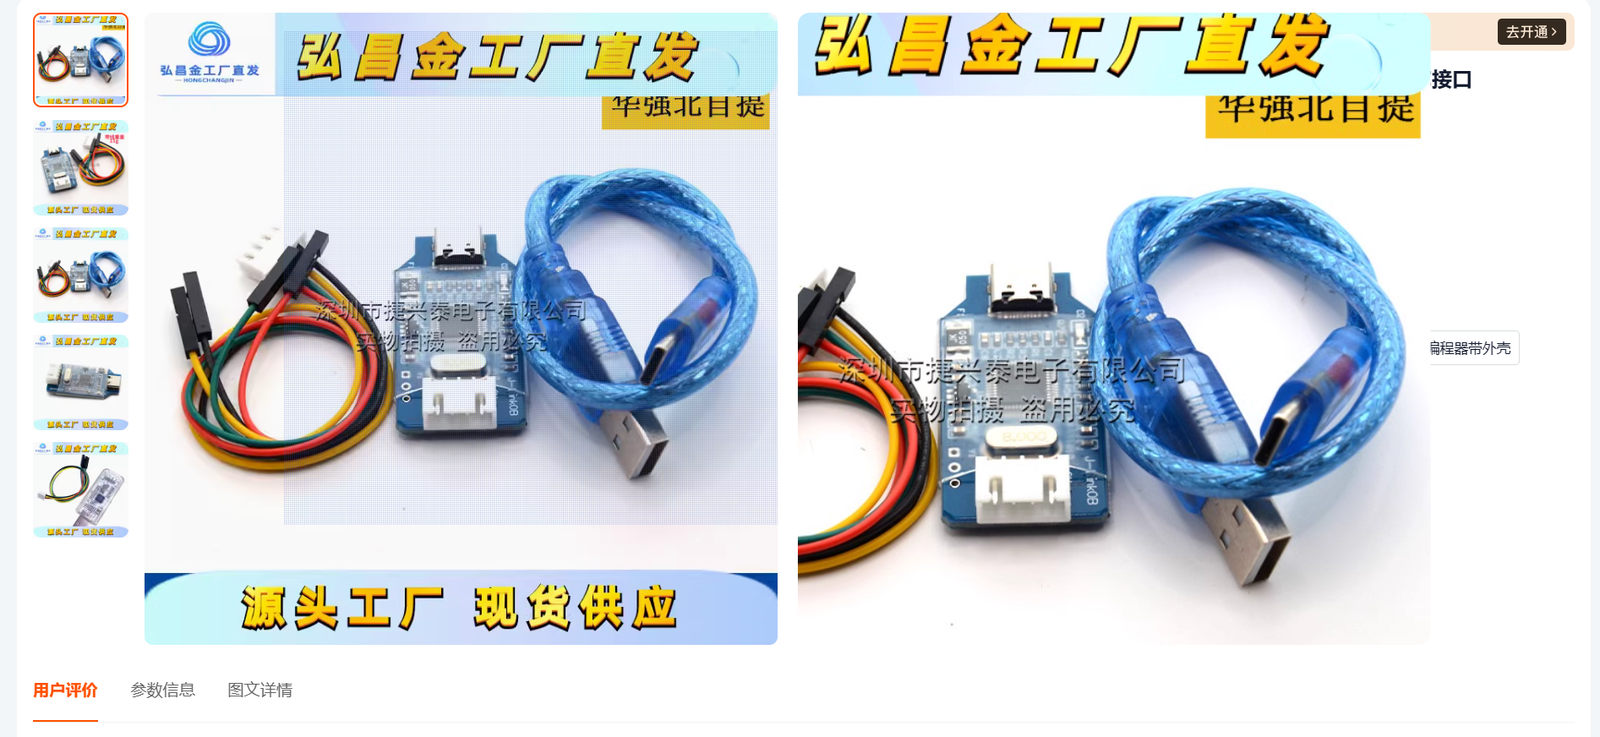 弘昌金工厂直发
HONGCHANGJIN
弘昌金工厂直发
华强北自提
深圳市捷兴泰电子有限公司
实物拍摄 盗用必究
J-LinkOB
源头工厂 现货供应
弘昌金工厂直发
华强北自提
深圳市捷兴泰电子有限公司
实物拍摄 盗用必究
J-LinkOB
去开通
接口
编程器带外壳
用户评价
参数信息
图文详情